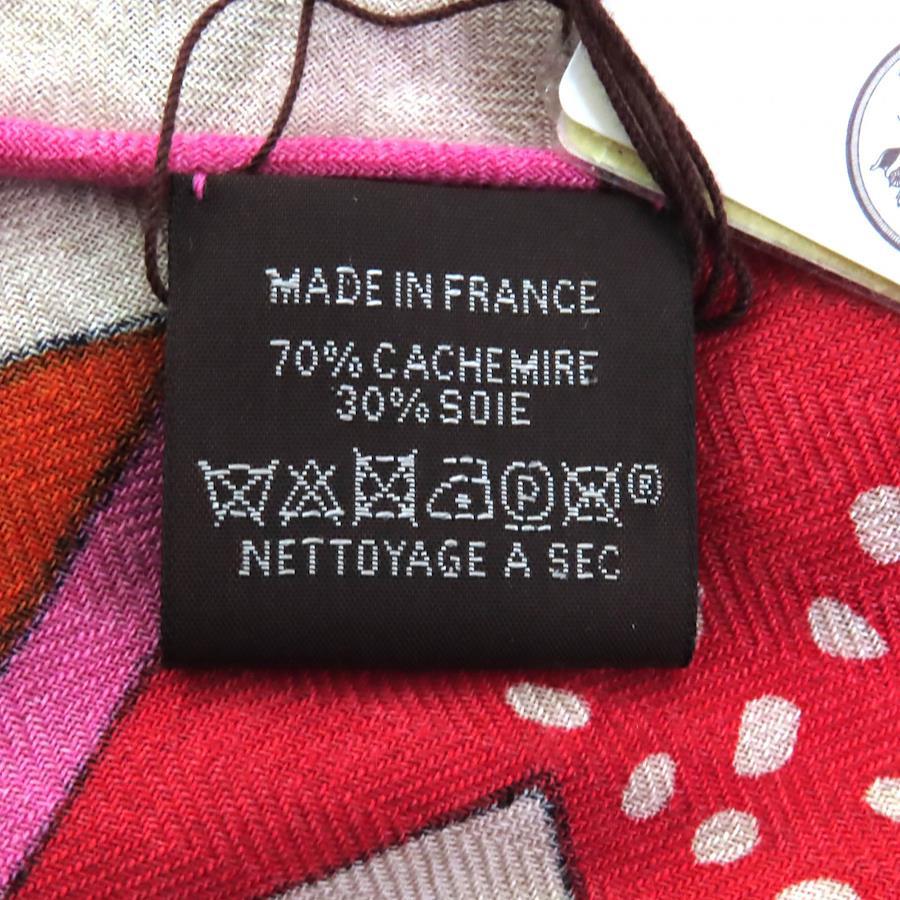 MADE IN FRANCE
70% CACHEMIRE
30% SOIE
P ®
NETTOYAGE A SEC